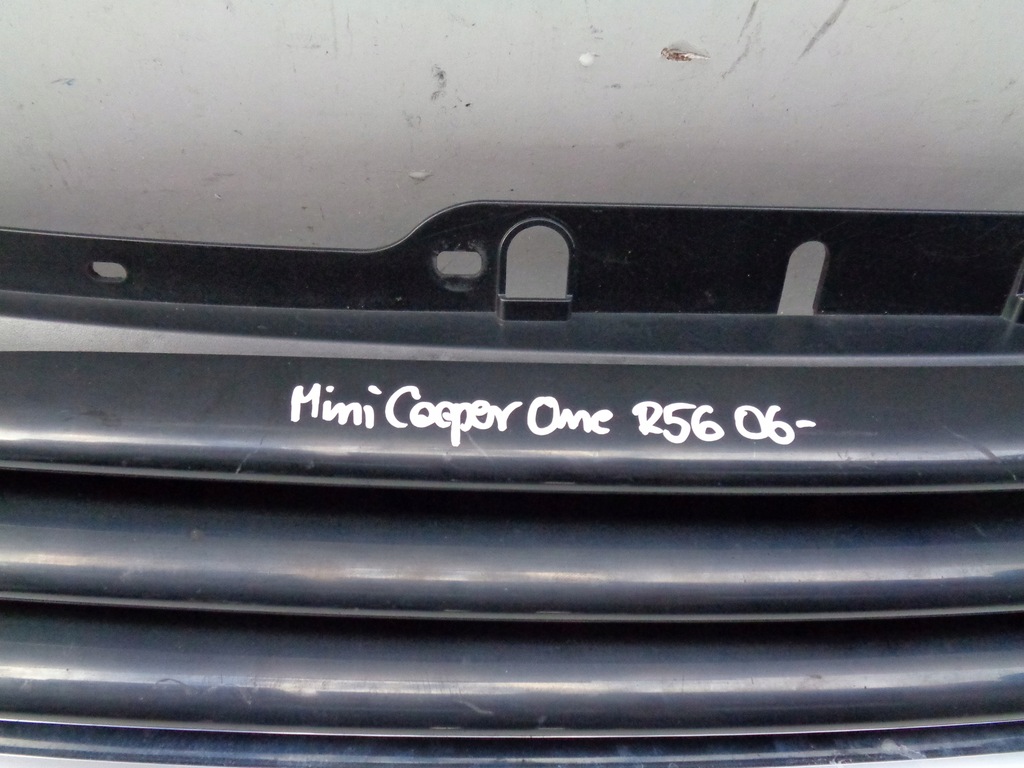 Mini Cooper One R56 06-